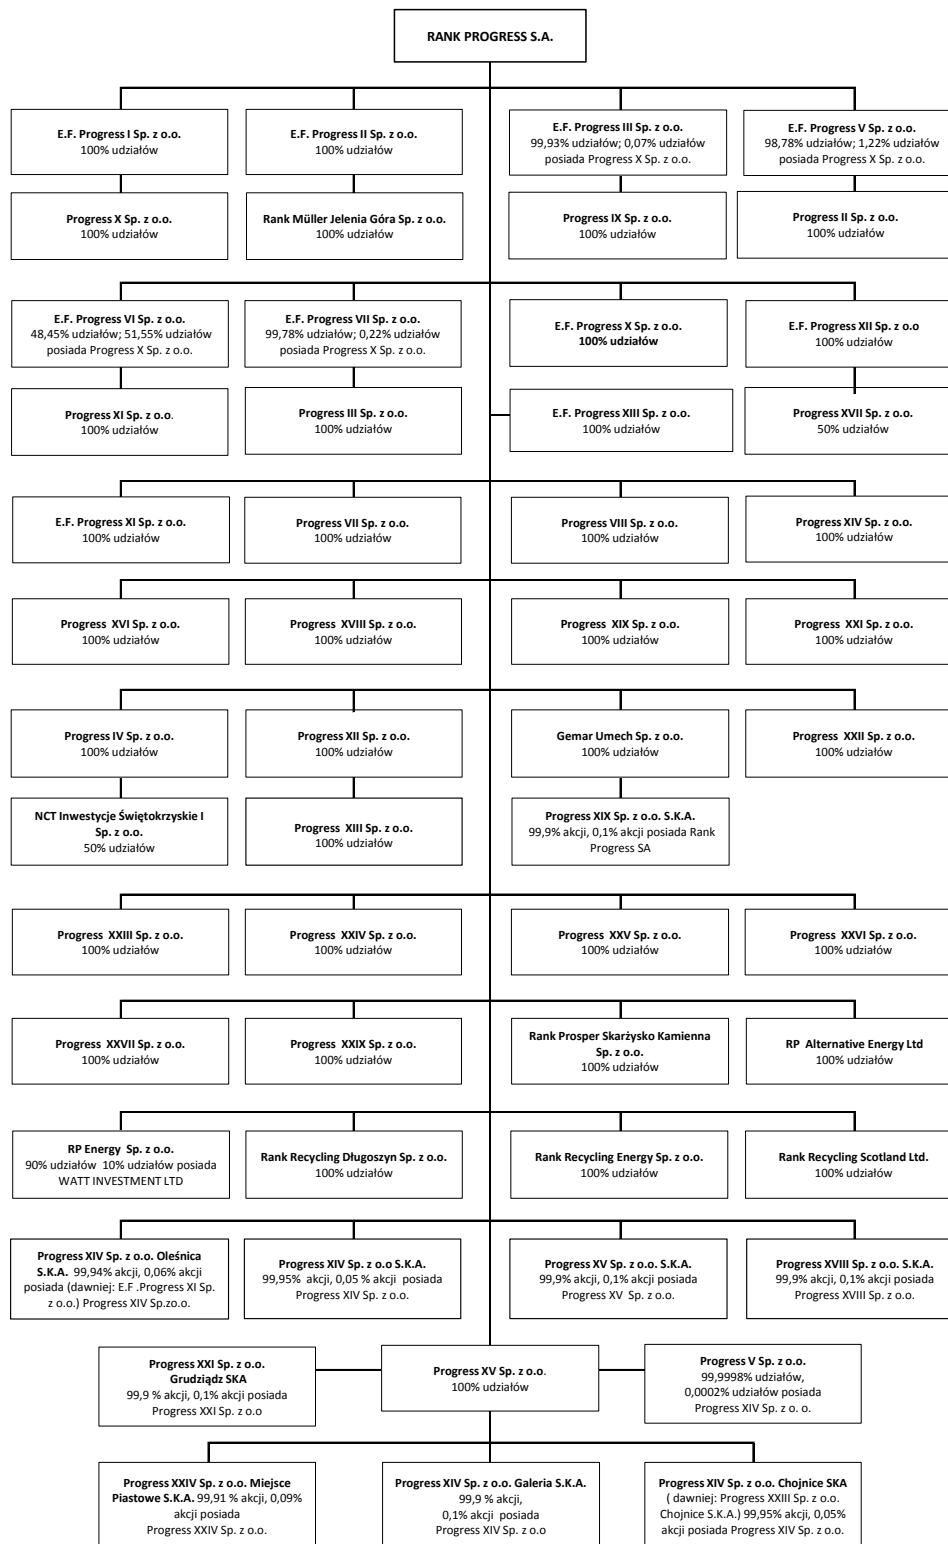 RANK PROGRESS S.A.
E.F. Progress I Sp. z o.o.
100% udziałów
E.F. Progress II Sp. z o.o.
100% udziałów
E.F. Progress III Sp. z o.o.
99,93% udziałów; 0,07% udziałów
posiada Progress X Sp. z o.o.
E.F. Progress V Sp. z o.o.
98,78% udziałów; 1,22% udziałów
posiada Progress X Sp. z o.o.
Progress X Sp. z o.o.
100% udziałów
Rank Müller Jelenia Góra Sp. z o.o.
100% udziałów
Progress IX Sp. z o.o.
100% udziałów
Progress II Sp. z o.o.
100% udziałów
E.F. Progress VI Sp. z o.o.
48,45% udziałów; 51,55% udziałów
posiada Progress X Sp. z o.o.
E.F. Progress VII Sp. z o.o.
99,78% udziałów; 0,22% udziałów
posiada Progress X Sp. z o.o.
E.F. Progress X Sp. z o.o.
100% udziałów
E.F. Progress XII Sp. z o.o
100% udziałów
Progress XI Sp. z o.o.
100% udziałów
Progress III Sp. z o.o.
100% udziałów
E.F. Progress XIII Sp. z o.o.
100% udziałów
Progress XVII Sp. z o.o.
50% udziałów
E.F. Progress XI Sp. z o.o.
100% udziałów
Progress VII Sp. z o.o.
100% udziałów
Progress VIII Sp. z o.o.
100% udziałów
Progress XIV Sp. z o.o.
100% udziałów
Progress XVI Sp. z o.o.
100% udziałów
Progress XVIII Sp. z o.o.
100% udziałów
Progress XIX Sp. z o.o.
100% udziałów
Progress XXI Sp. z o.o.
100% udziałów
Progress IV Sp. z o.o.
100% udziałów
Progress XII Sp. z o.o.
100% udziałów
Gemar Umech Sp. z o.o.
100% udziałów
Progress XXII Sp. z o.o.
100% udziałów
NCT Inwestycje Świętokrzyskie I
Sp. z o.o.
50% udziałów
Progress XIII Sp. z o.o.
100% udziałów
Progress XIX Sp. z o.o. S.K.A.
99,9% akcji, 0,1% akcji posiada Rank
Progress SA
Progress XXIII Sp. z o.o.
100% udziałów
Progress XXIV Sp. z o.o.
100% udziałów
Progress XXV Sp. z o.o.
100% udziałów
Progress XXVI Sp. z o.o.
100% udziałów
Progress XXVII Sp. z o.o.
100% udziałów
Progress XXIX Sp. z o.o.
100% udziałów
Rank Prosper Skarżysko Kamienna
Sp. z o.o.
100% udziałów
RP Alternative Energy Ltd
100% udziałów
RP Energy Sp. z o.o.
90% udziałów 10% udziałów posiada
WATT INVESTMENT LTD
Rank Recycling Długoszyn Sp. z o.o.
100% udziałów
Rank Recycling Energy Sp. z o.o.
100% udziałów
Rank Recycling Scotland Ltd.
100% udziałów
Progress XIV Sp. z o.o. Oleśnica
S.K.A. 99,94% akcji, 0,06% akcji
posiada (dawniej: E.F .Progress XI Sp.
z o.o.) Progress XIV Sp.zo.o.
Progress XIV Sp. z o.o S.K.A.
99,95% akcji, 0,05 % akcji posiada
Progress XIV Sp. z o.o.
Progress XV Sp. z o.o. S.K.A.
99,9% akcji, 0,1% akcji posiada
Progress XV Sp. z o.o.
Progress XVIII Sp. z o.o. S.K.A.
99,9% akcji, 0,1% akcji posiada
Progress XVIII Sp. z o.o.
Progress XXI Sp. z o.o.
Grudziądz SKA
99,9 % akcji, 0,1% akcji posiada
Progress XXI Sp. z o.o
Progress XV Sp. z o.o.
100% udziałów
Progress V Sp. z o.o.
99,9998% udziałów,
0,0002% udziałów posiada
Progress XIV Sp. z o. o.
Progress XXIV Sp. z o.o. Miejsce
Piastowe S.K.A. 99,91 % akcji, 0,09%
akcji posiada
Progress XXIV Sp. z o.o.
Progress XIV Sp. z o.o. Galeria S.K.A.
99,9 % akcji,
0,1% akcji posiada
Progress XIV Sp. z o.o
Progress XIV Sp. z o.o. Chojnice SKA
( dawniej: Progress XXIII Sp. z o.o.
Chojnice S.K.A.) 99,95% akcji, 0,05%
akcji posiada Progress XIV Sp. z o.o.